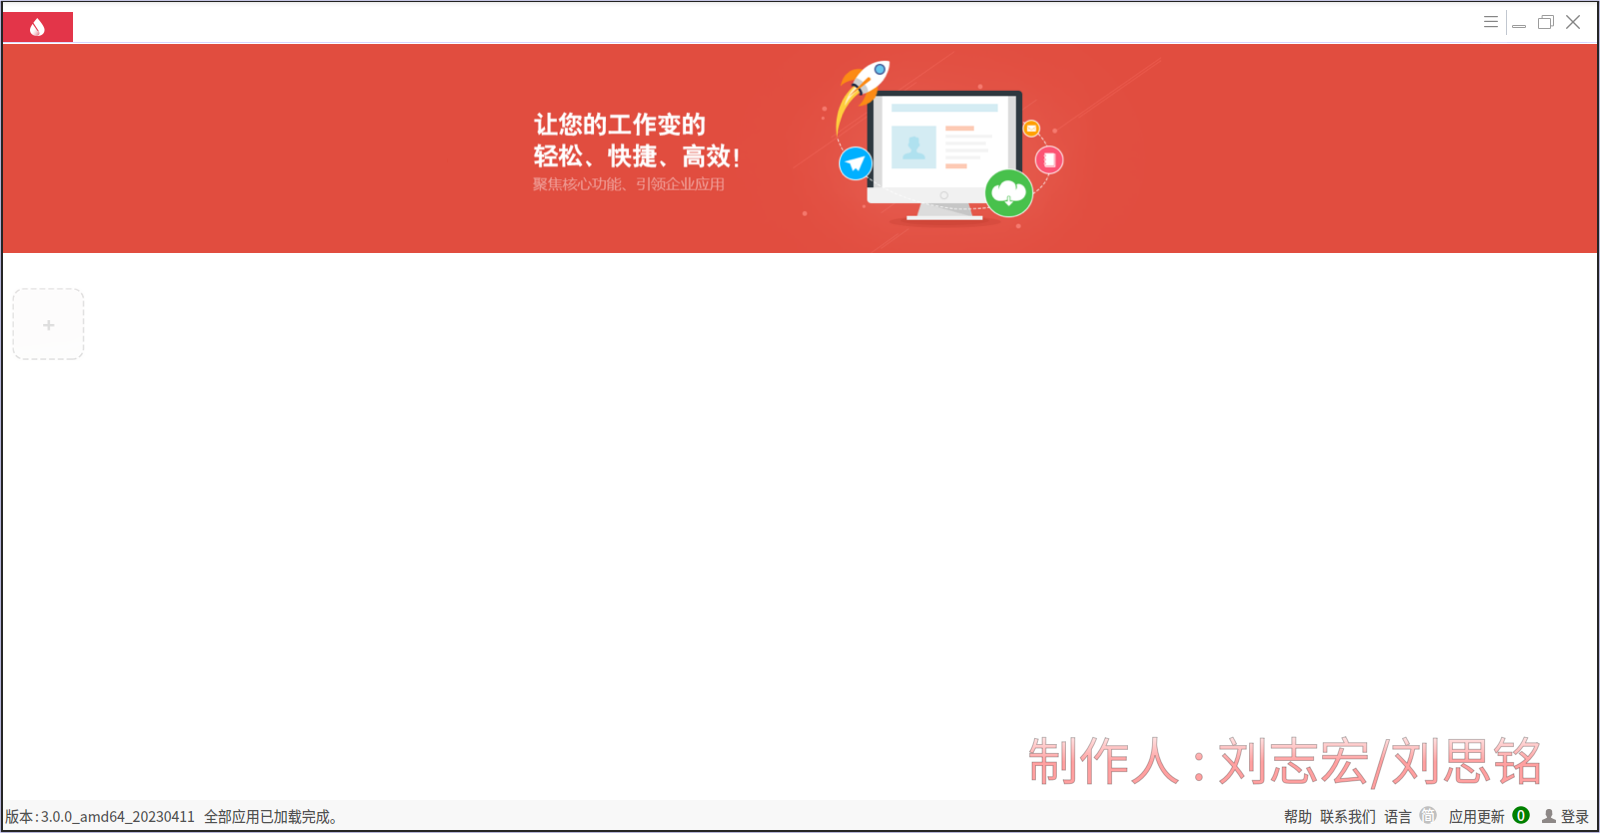 让您的工作变的
轻松、快捷、高效!
聚焦核心功能、引领企业应用
制作人：刘志宏/刘思铭
版本:3.0.0_amd64_20230411 全部应用已加载完成。
帮助 联系我们 语言 简 应用更新 0 登录